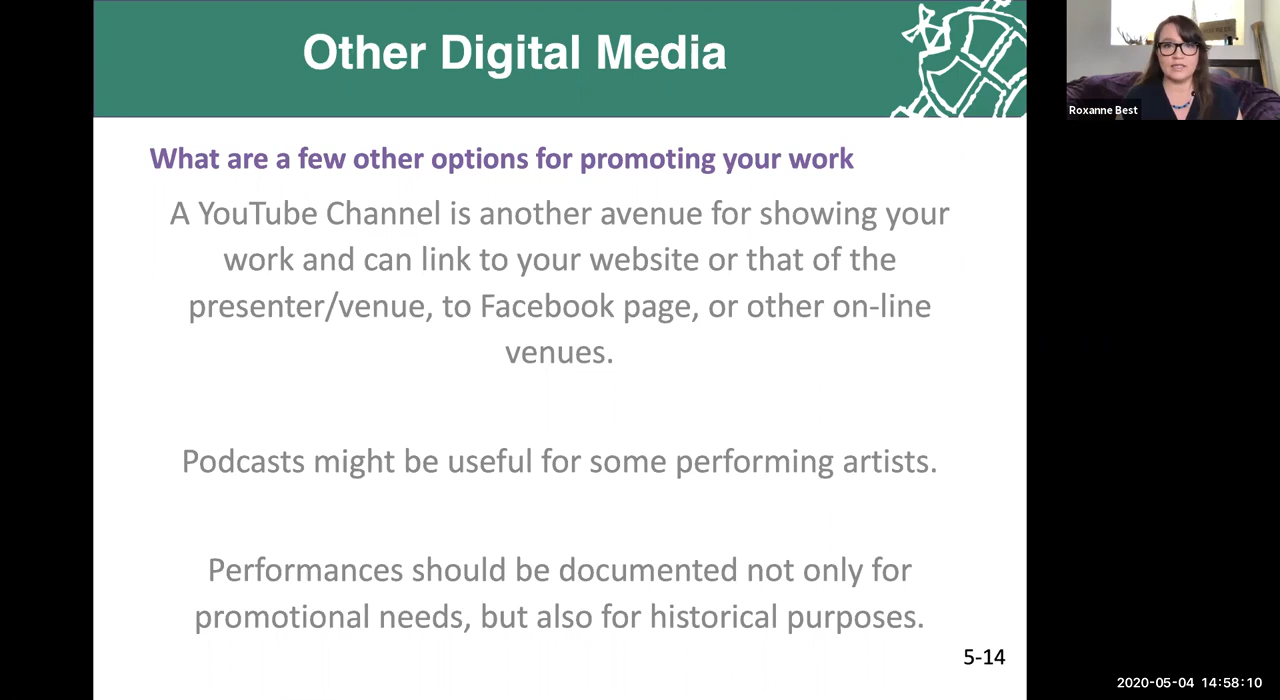 Other Digital Media
Roxanne Best
What are a few other options for promoting your work
A YouTube Channel is another avenue for showing your
work and can link to your website or that of the
presenter/venue, to Facebook page, or other on-line
venues.
Podcasts might be useful for some performing artists.
Performances should be documented not only for
promotional needs, but also for historical purposes.
5-14
2020-05-04 14:58:10